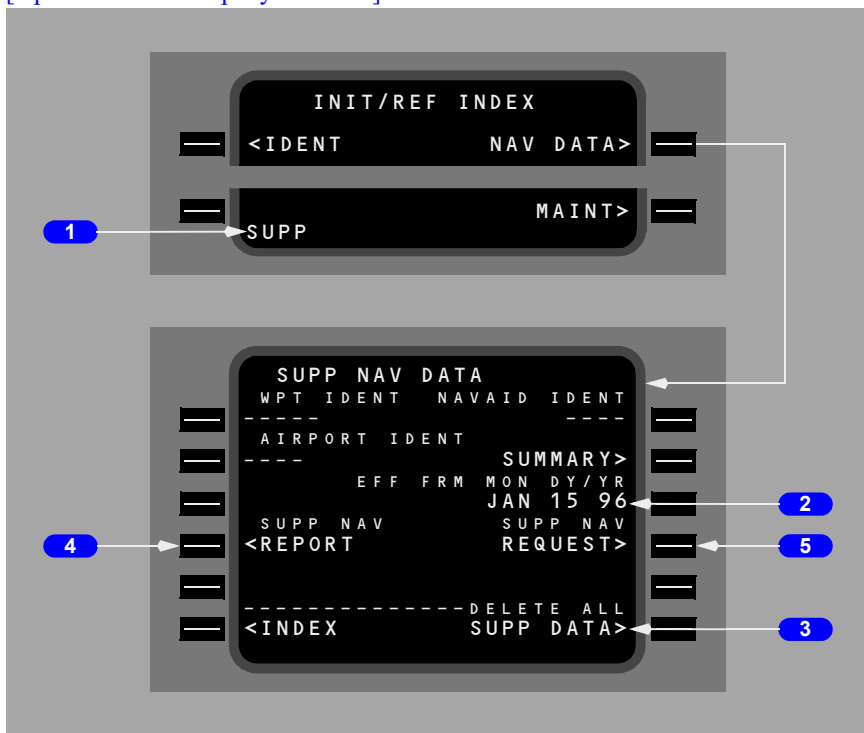 INIT/REF INDEX
<IDENT NAV DATA>
MAINT>
1
SUPP
SUPP NAV DATA
WPT IDENT NAVAID IDENT
----- ----
AIRPORT IDENT
---- SUMMARY>
EFF FRM MON DY/YR
JAN 15 96
2
SUPP NAV SUPP NAV
4
<REPORT REQUEST>
5
--------------DELETE ALL
<INDEX SUPP DATA>
3